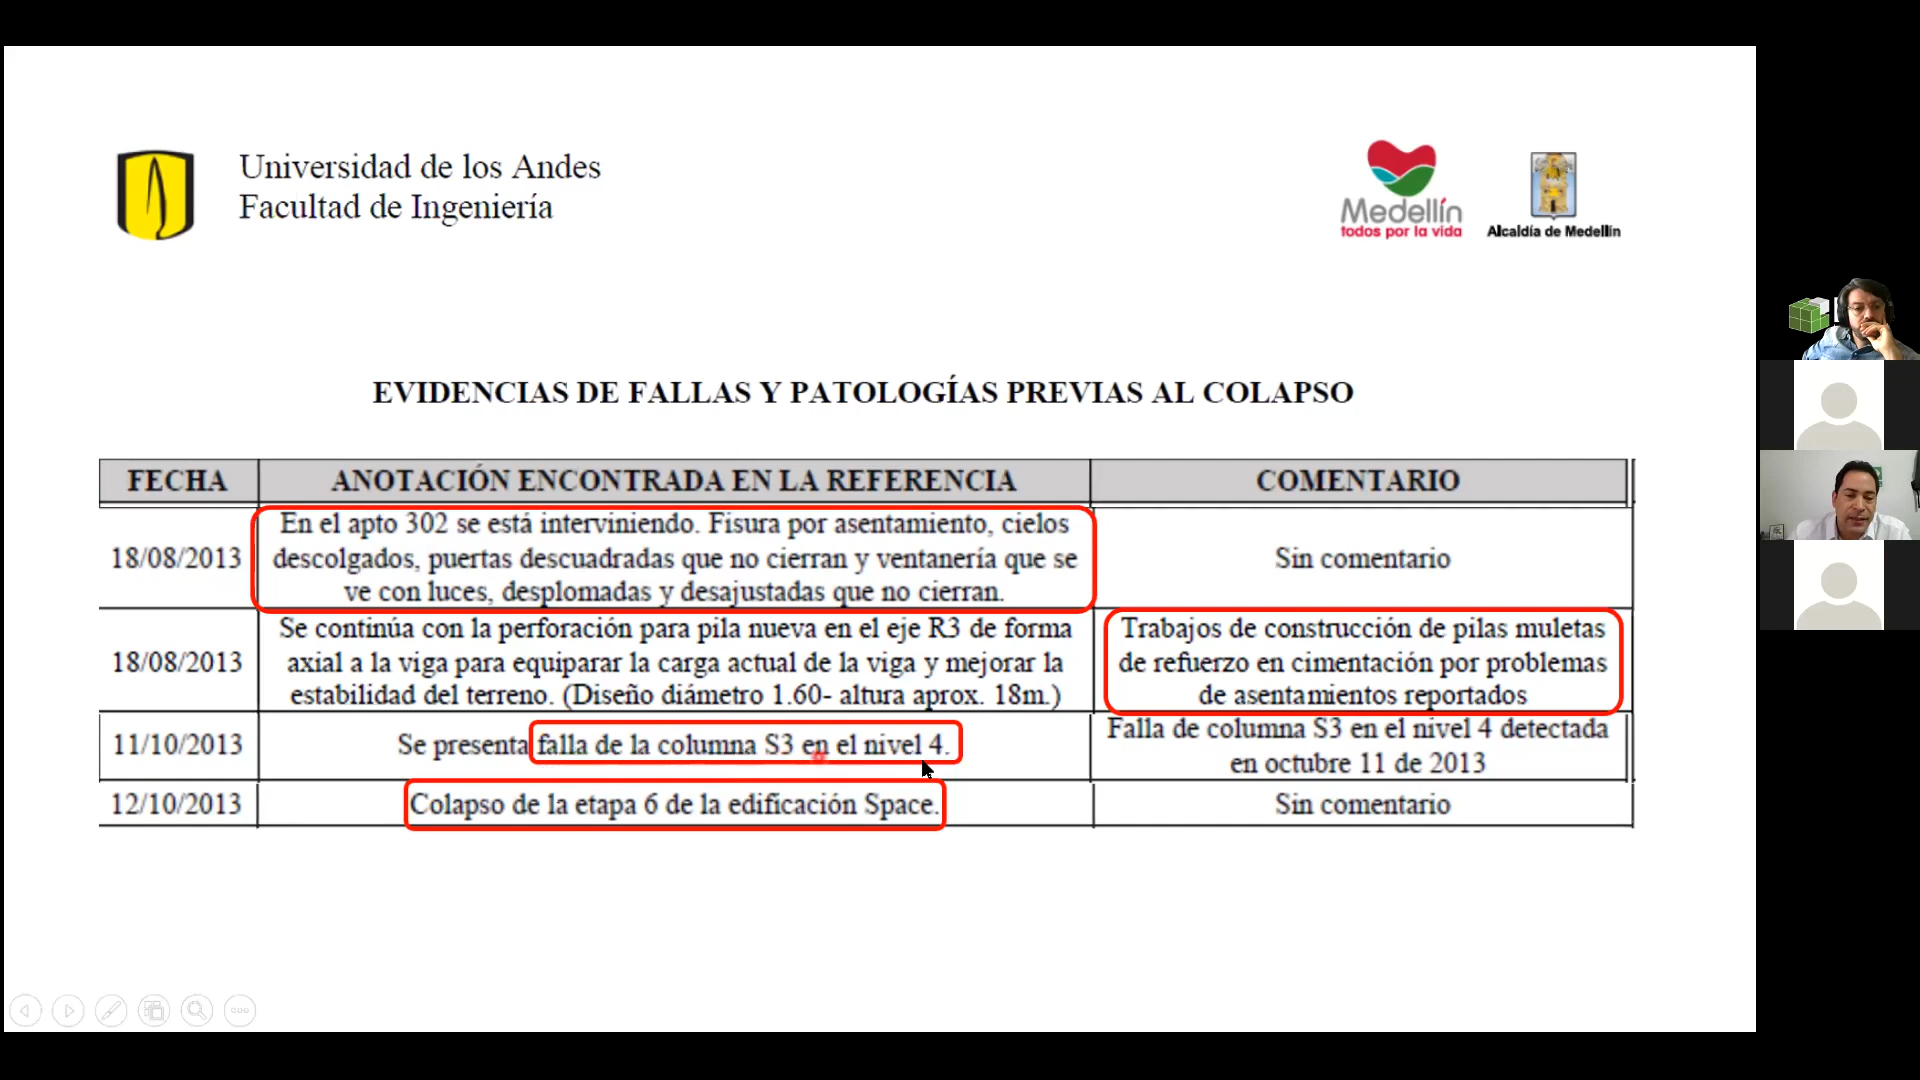 Universidad de los Andes
Facultad de Ingeniería
Medellín
todos por la vida
Alcaldía de Medellín
EVIDENCIAS DE FALLAS Y PATOLOGÍAS PREVIAS AL COLAPSO
FECHA ANOTACIÓN ENCONTRADA EN LA REFERENCIA COMENTARIO
18/08/2013
En el apto 302 se está interviniendo. Fisura por asentamiento, cielos
descolgados, puertas descuadradas que no cierran y ventanería que se
ve con luces, desplomadas y desajustadas que no cierran.
Sin comentario
18/08/2013
Se continúa con la perforación para pila nueva en el eje R3 de forma
axial a la viga para equiparar la carga actual de la viga y mejorar la
estabilidad del terreno. (Diseño diámetro 1.60- altura aprox. 18m.)
Trabajos de construcción de pilas muletas
de refuerzo en cimentación por problemas
de asentamientos reportados
11/10/2013
Se presenta falla de la columna S3 en el nivel 4.
Falla de columna S3 en el nivel 4 detectada
en octubre 11 de 2013
12/10/2013
Colapso de la etapa 6 de la edificación Space.
Sin comentario